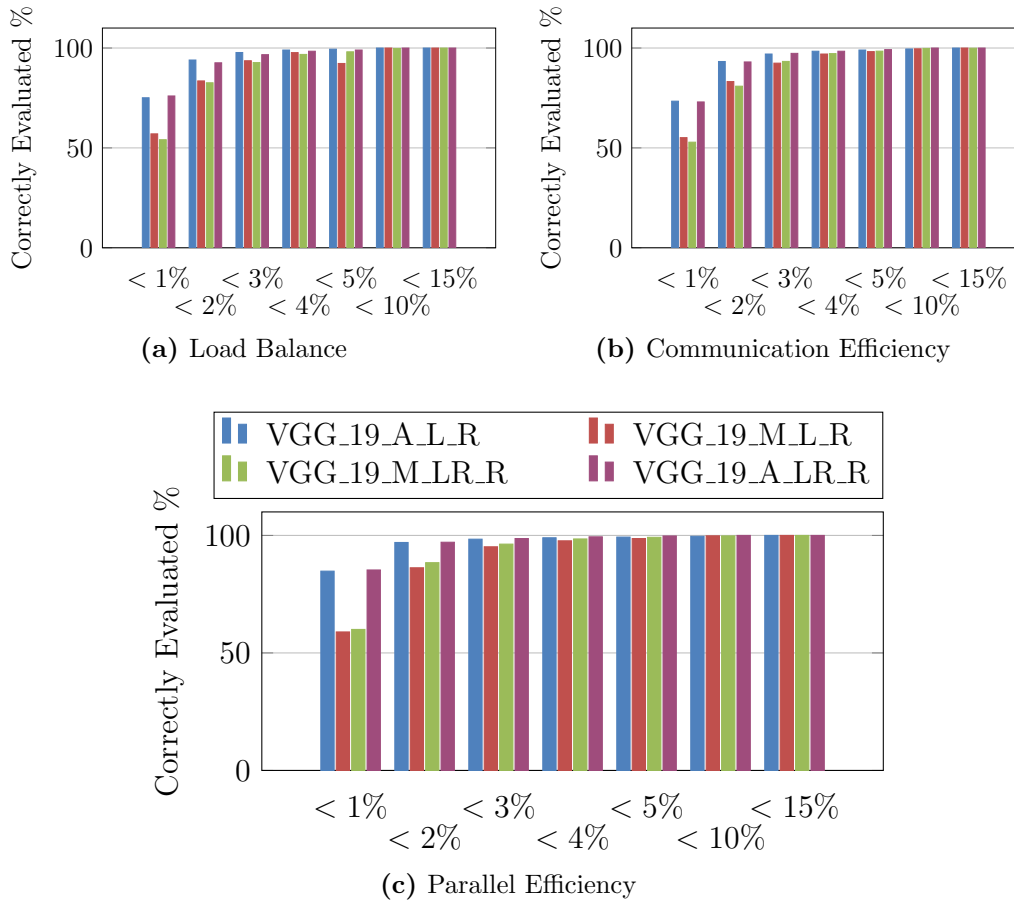 Correctly Evaluated %
100
50
0
< 1% < 3% < 5% < 15%
< 2% < 4% < 10%
(a) Load Balance
Correctly Evaluated %
100
50
0
< 1% < 3% < 5% < 15%
< 2% < 4% < 10%
(b) Communication Efficiency
VGG_19_A_L_R VGG_19_M_L_R
VGG_19_M_LR_R VGG_19_A_LR_R
Correctly Evaluated %
100
50
0
< 1% < 3% < 5% < 15%
< 2% < 4% < 10%
(c) Parallel Efficiency